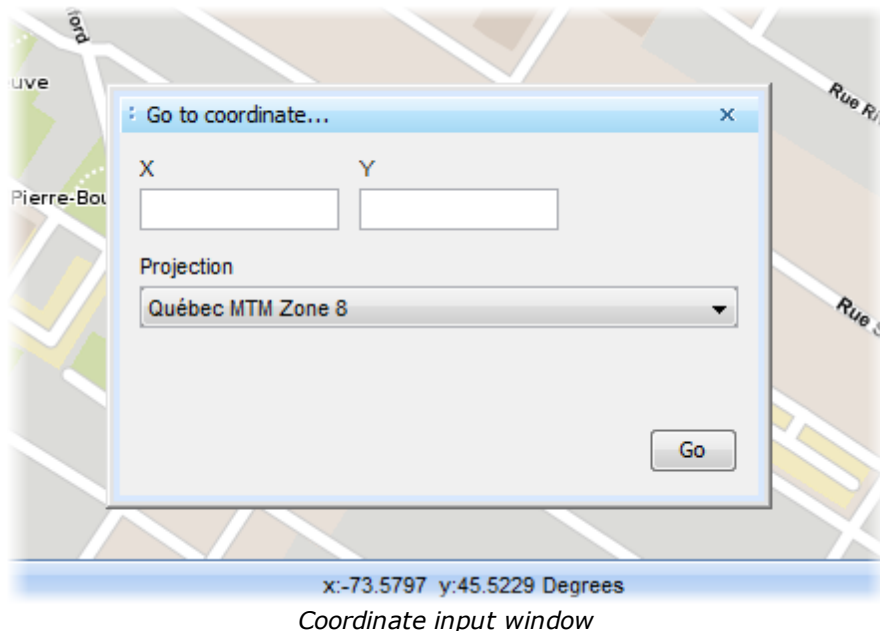 ford
uve
Rue Ri
Go to coordinate...
X Y
Pierre-Bou
Projection
Québec MTM Zone 8
Rue S
Go
x:-73.5797 y:45.5229 Degrees
Coordinate input window